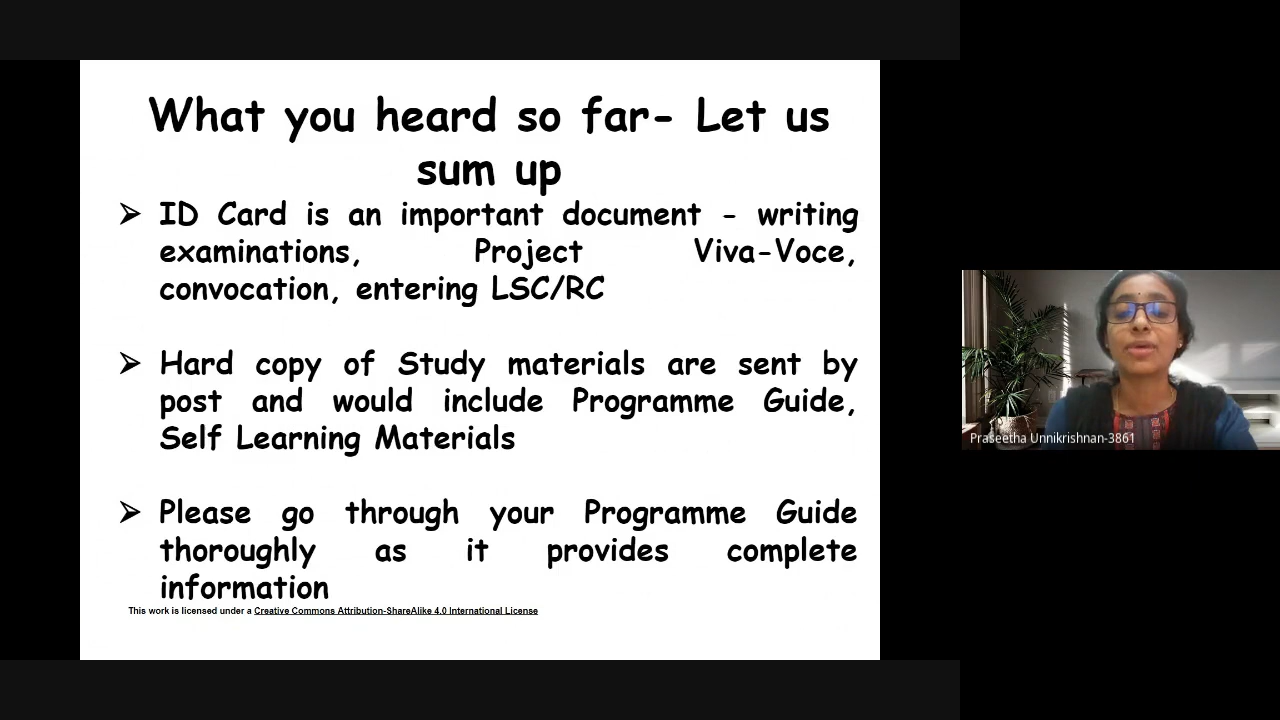 What you heard so far- Let us
sum up
➢ ID Card is an important document - writing
examinations, Project Viva-Voce,
convocation, entering LSC/RC
➢ Hard copy of Study materials are sent by
post and would include Programme Guide,
Self Learning Materials
➢ Please go through your Programme Guide
thoroughly as it provides complete
information
This work is licensed under a Creative Commons Attribution-ShareAlike 4.0 International License
Praseetha Unnikrishnan-3861